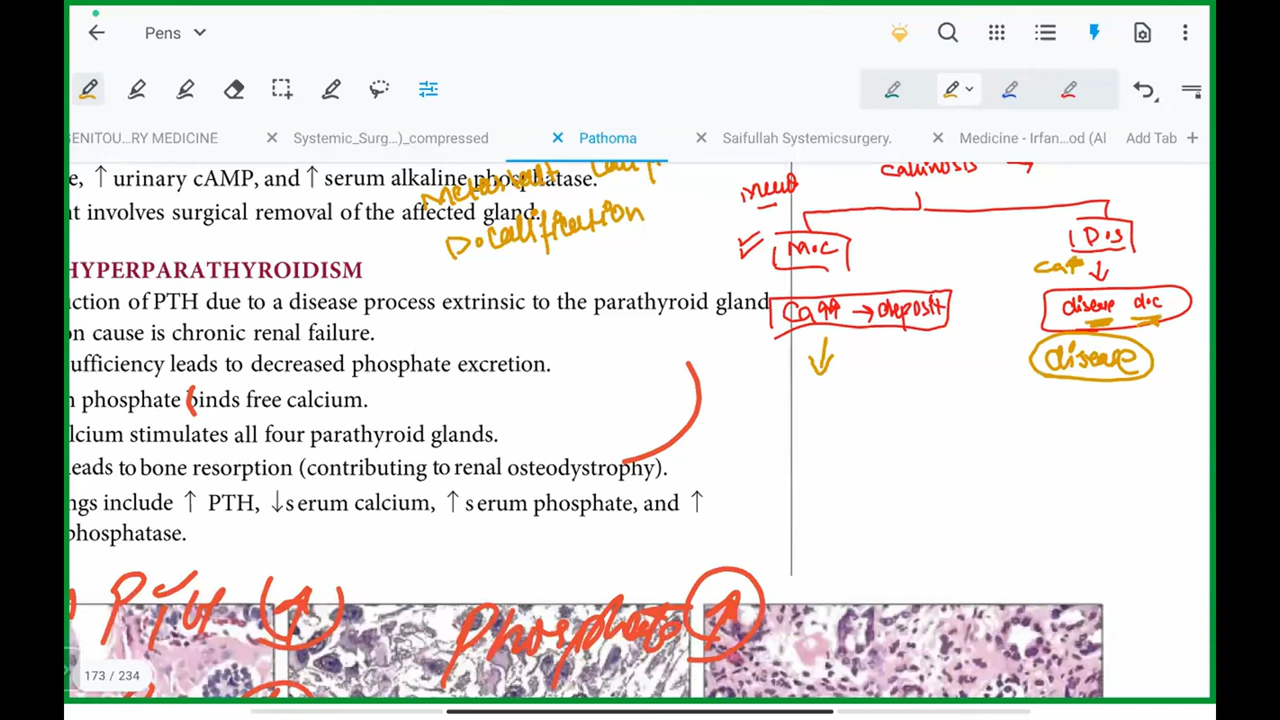 Pens
GENITOU...RY MEDICINE
Systemic_Surg...)_compressed
Pathoma
Saifullah Systemicsurgery.
Medicine - Irfan...od (Al
Add Tab
e, ↑ urinary cAMP, and ↑ serum alkaline phosphatase.
nt involves surgical removal of the affected gland.
D.calification
HYPERPARATHYROIDISM
uction of PTH due to a disease process extrinsic to the parathyroid gland
on cause is chronic renal failure.
ufficiency leads to decreased phosphate excretion.
n phosphate binds free calcium.
lcium stimulates all four parathyroid glands.
leads to bone resorption (contributing to renal osteodystrophy).
ngs include ↑ PTH, ↓serum calcium, ↑ serum phosphate, and ↑
phosphatase.
M.C
D.S
Ca↑
Ca↑↑ → deposit
disease d.c
disease
PTH (↑)
Phosphate ↑
173 / 234